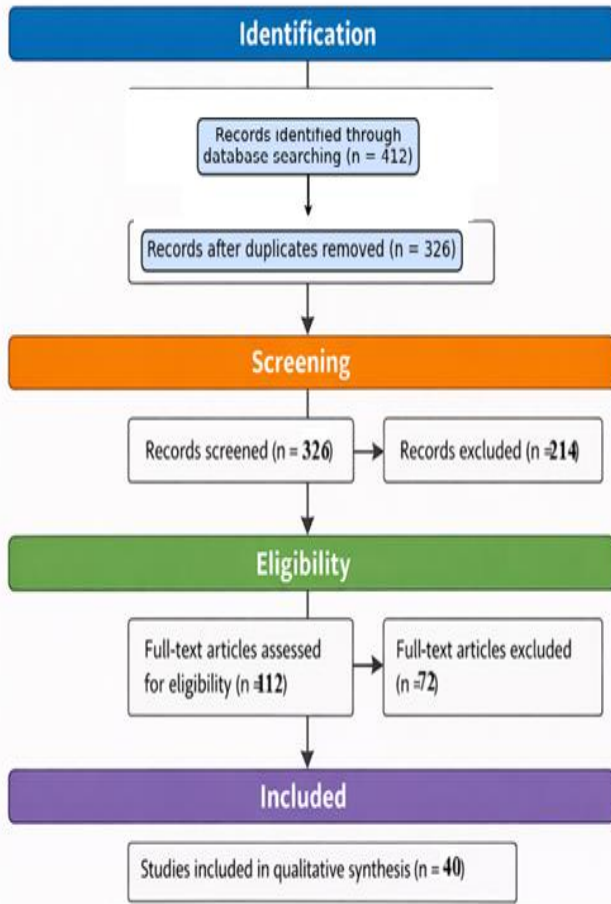 Identification
Records identified through
database searching (n = 412)
Records after duplicates removed (n = 326)
Screening
Records screened (n = 326)
Records excluded (n =214)
Eligibility
Full-text articles assessed
for eligibility (n =112)
Full-text articles excluded
(n =72)
Included
Studies included in qualitative synthesis (n = 40)